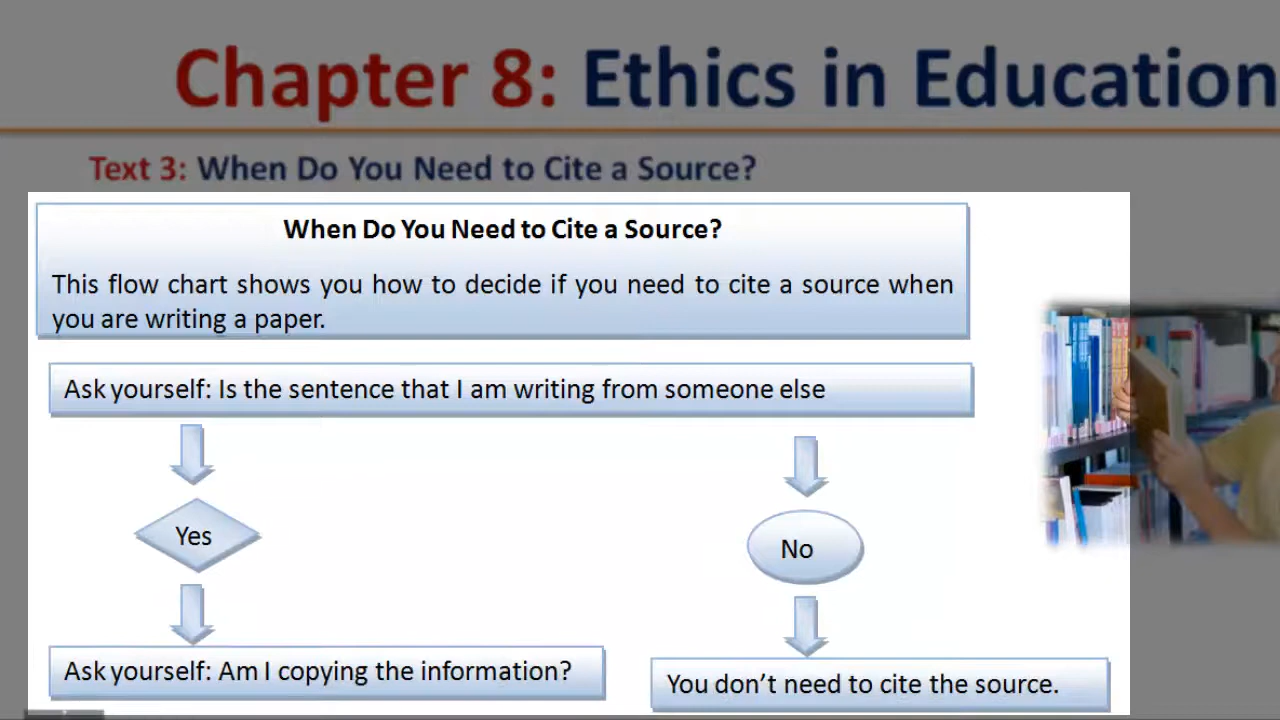 Chapter 8: Ethics in Education
Text 3: When Do You Need to Cite a Source?
When Do You Need to Cite a Source?
This flow chart shows you how to decide if you need to cite a source when
you are writing a paper.
Ask yourself: Is the sentence that I am writing from someone else
Yes
No
Ask yourself: Am I copying the information?
You don’t need to cite the source.